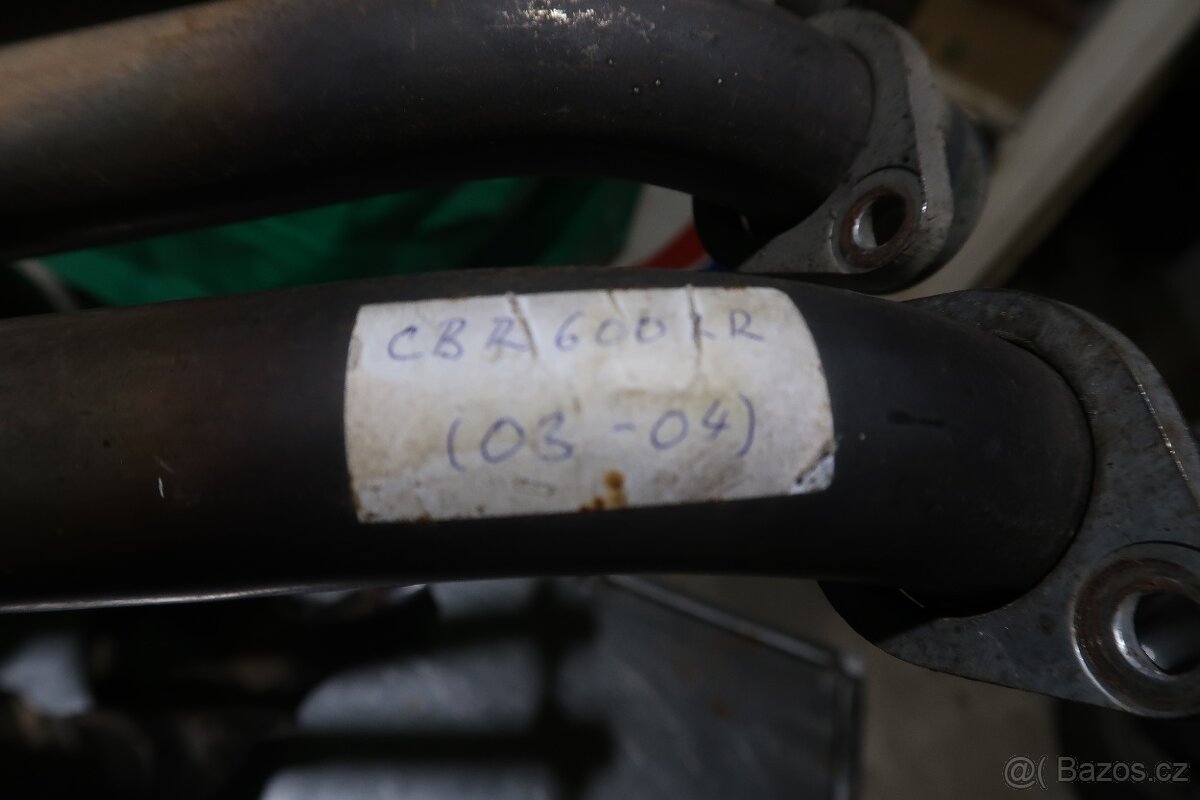 CBR 600 RR
(03 - 04)
@( Bazos.cz